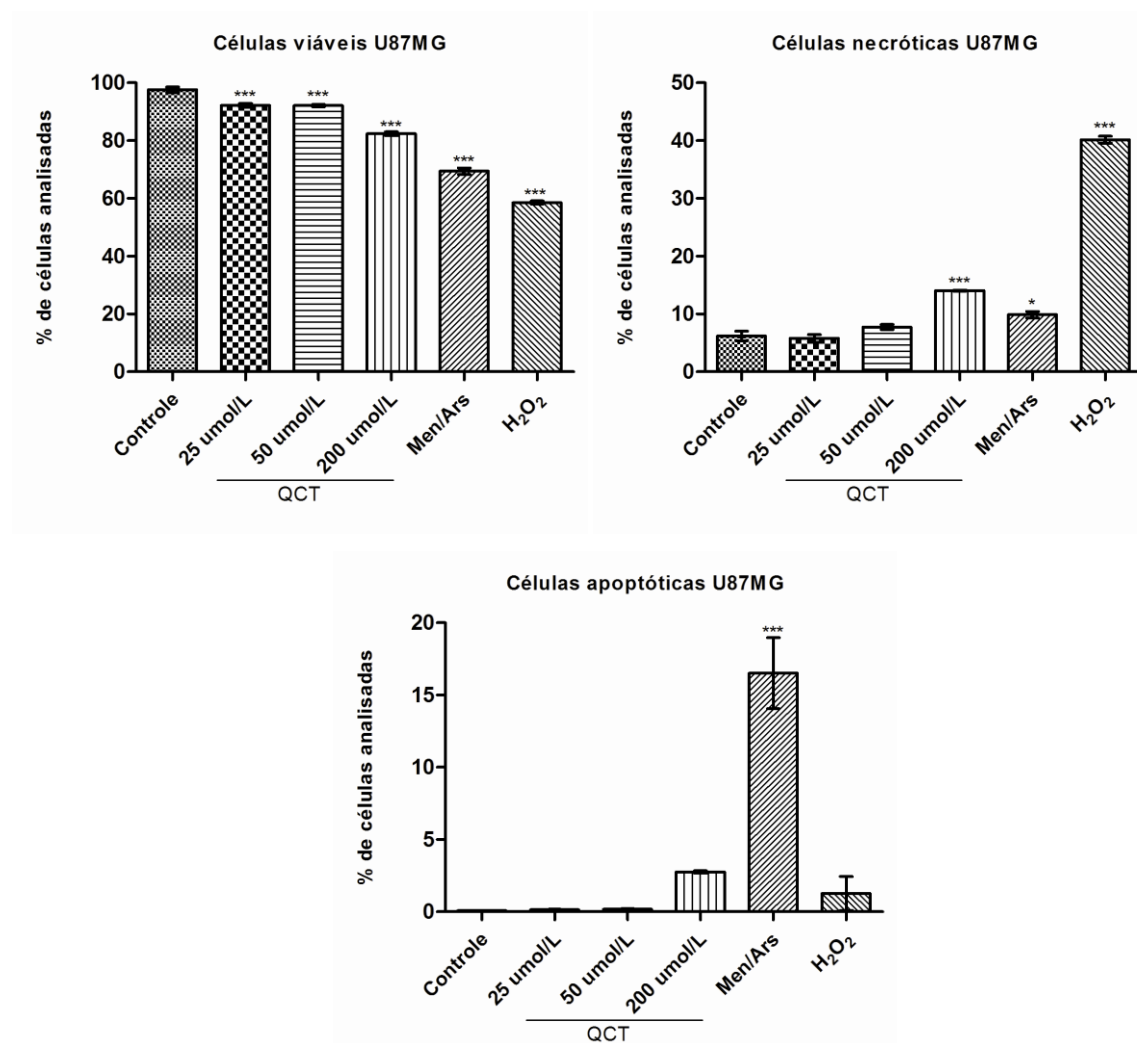 Células viáveis U87MG
% de células analisadas
100
80
60
40
20
0
***
***
***
***
***
Controle
25 umol/L
50 umol/L
200 umol/L
Men/Ars
H₂O₂
QCT
Células necróticas U87MG
% de células analisadas
50
40
30
20
10
0
***
*
***
Controle
25 umol/L
50 umol/L
200 umol/L
Men/Ars
H₂O₂
QCT
Células apoptóticas U87MG
% de células analisadas
20
15
10
5
0
***
Controle
25 umol/L
50 umol/L
200 umol/L
Men/Ars
H₂O₂
QCT